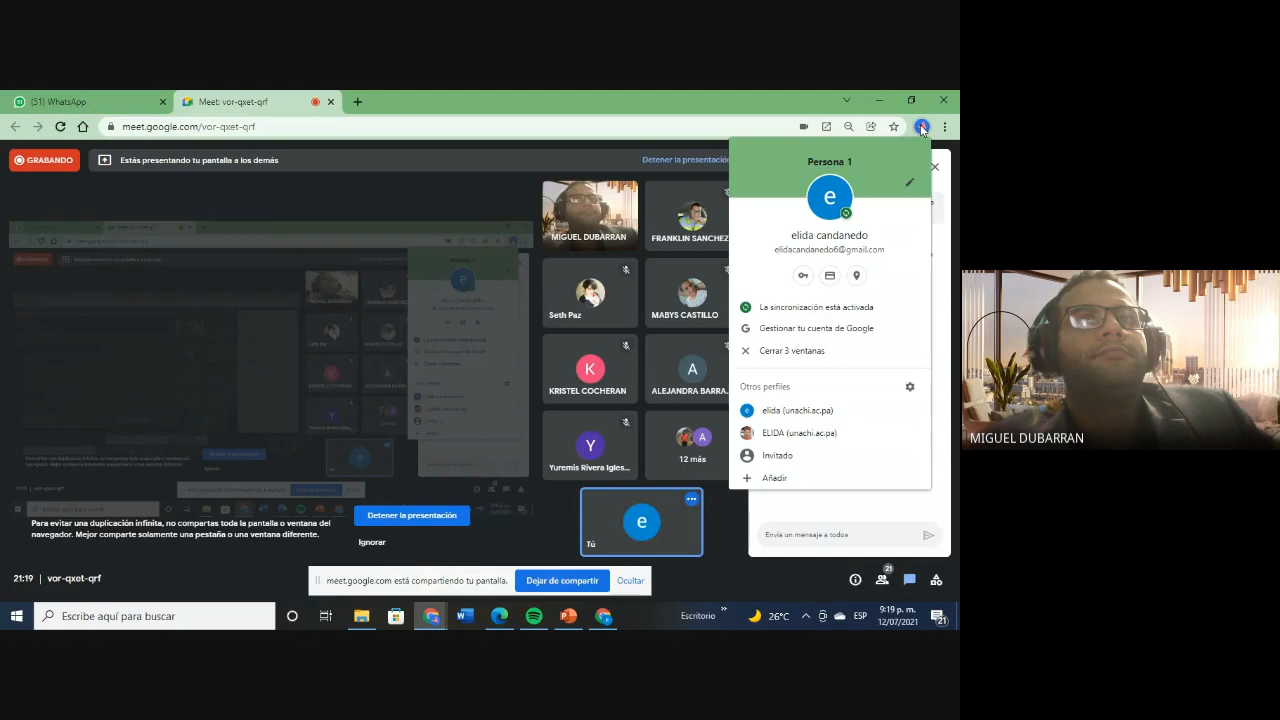 (51) WhatsApp
Meet: vor-qxet-qrf
meet.google.com/vor-qxet-qrf
GRABANDO
Estás presentando tu pantalla a los demás
Detener la presentación
Persona 1
e
elida candanedo
elidacandanedo6@gmail.com
La sincronización está activada
Gestionar tu cuenta de Google
Cerrar 3 ventanas
Otros perfiles
elida (unachi.ac.pa)
ELIDA (unachi.ac.pa)
Invitado
Añadir
MIGUEL DUBARRAN
FRANKLIN SANCHEZ
Seth Paz
MABYS CASTILLO
K
KRISTEL COCHERAN
A
ALEJANDRA BARRA...
Y
Yuremis Rivera Igles...
A
12 más
e
Tú
Para evitar una duplicación infinita, no compartas toda la pantalla o ventana del
navegador. Mejor comparte solamente una pestaña o una ventana diferente.
Detener la presentación
Ignorar
Envía un mensaje a todos
21:19 | vor-qxet-qrf
meet.google.com está compartiendo tu pantalla.
Dejar de compartir
Ocultar
21
Escribe aquí para buscar
Escritorio
26°C
ESP
9:19 p. m.
12/07/2021
21
MIGUEL DUBARRAN